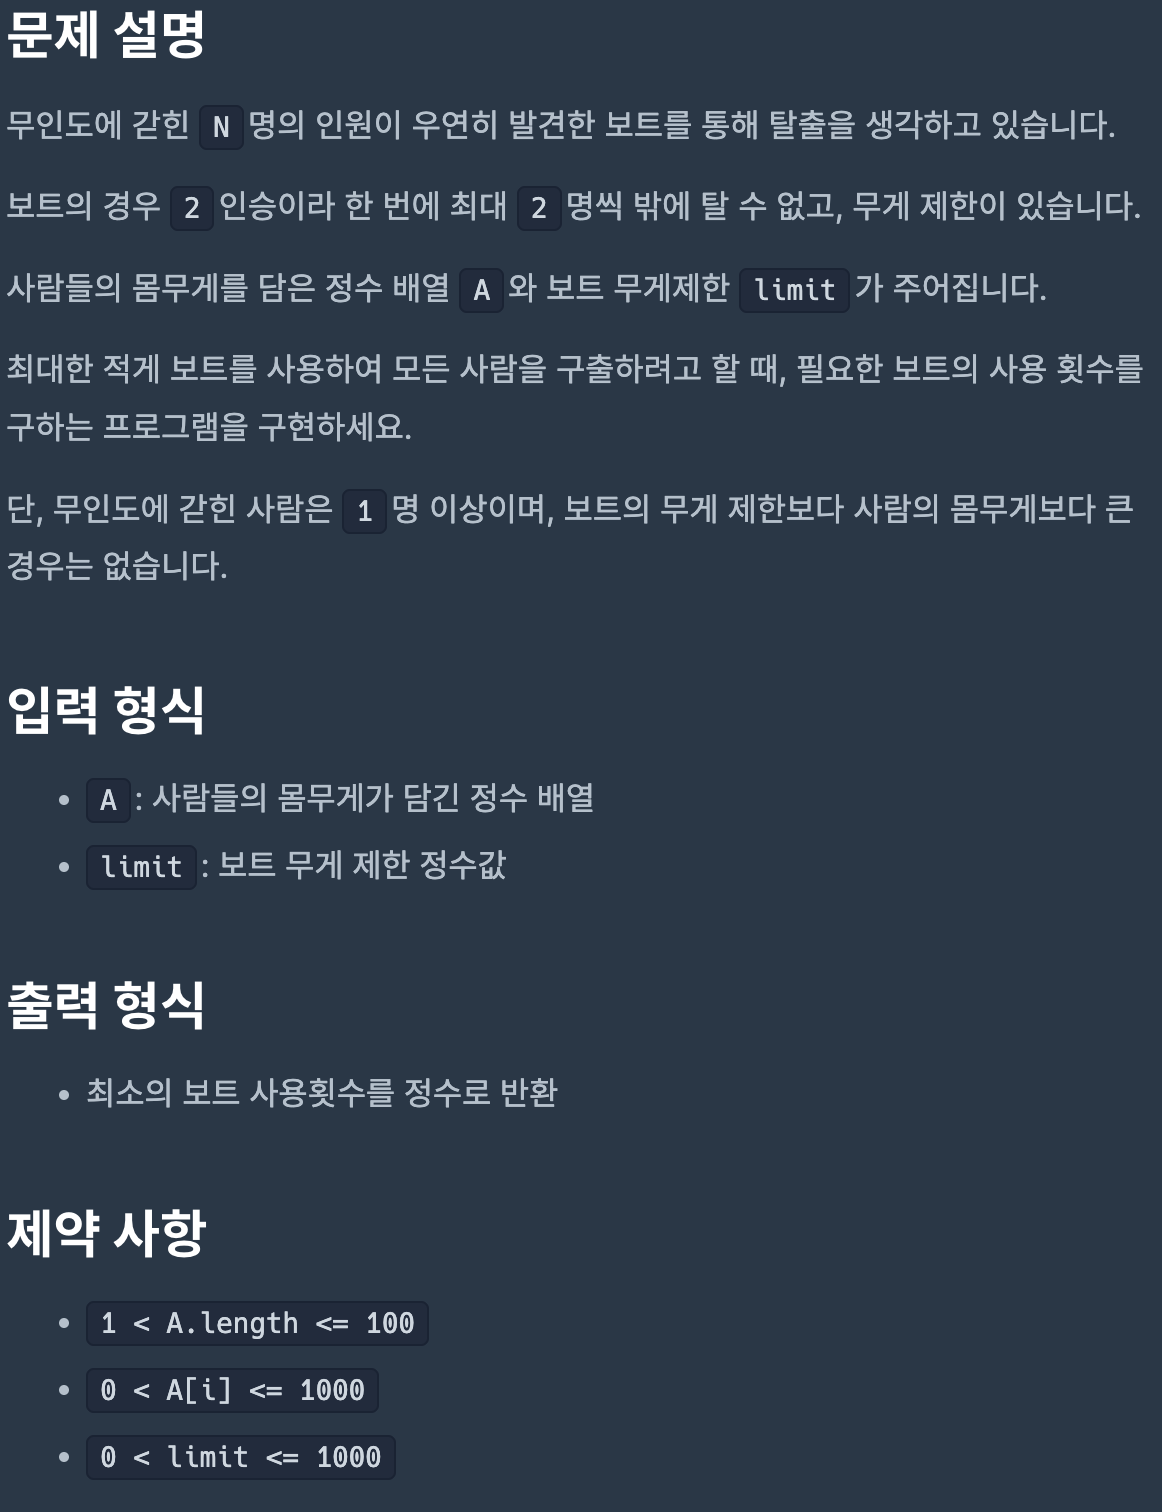 문제 설명
무인도에 갇힌 N 명의 인원이 우연히 발견한 보트를 통해 탈출을 생각하고 있습니다.
보트의 경우 2 인승이라 한 번에 최대 2 명씩 밖에 탈 수 없고, 무게 제한이 있습니다.
사람들의 몸무게를 담은 정수 배열 A 와 보트 무게제한 limit 가 주어집니다.
최대한 적게 보트를 사용하여 모든 사람을 구출하려고 할 때, 필요한 보트의 사용 횟수를
구하는 프로그램을 구현하세요.
단, 무인도에 갇힌 사람은 1 명 이상이며, 보트의 무게 제한보다 사람의 몸무게보다 큰
경우는 없습니다.
입력 형식
• A : 사람들의 몸무게가 담긴 정수 배열
• limit : 보트 무게 제한 정수값
출력 형식
• 최소의 보트 사용횟수를 정수로 반환
제약 사항
• 1 < A.length <= 100
• 0 < A[i] <= 1000
• 0 < limit <= 1000